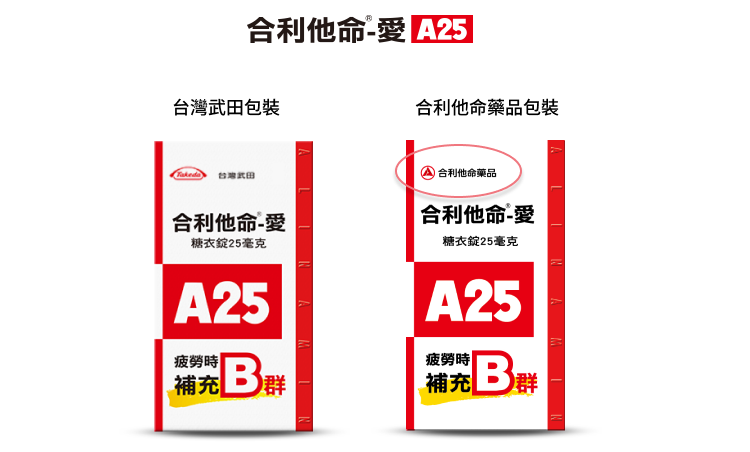 合利他命®-愛 A25
台灣武田包裝
合利他命藥品包裝
Takeda 台灣武田
合利他命®-愛
糖衣錠25毫克
A25
疲勞時
補充B群
ALINAMIN
合利他命藥品
合利他命®-愛
糖衣錠25毫克
A25
疲勞時
補充B群
ALINAMIN